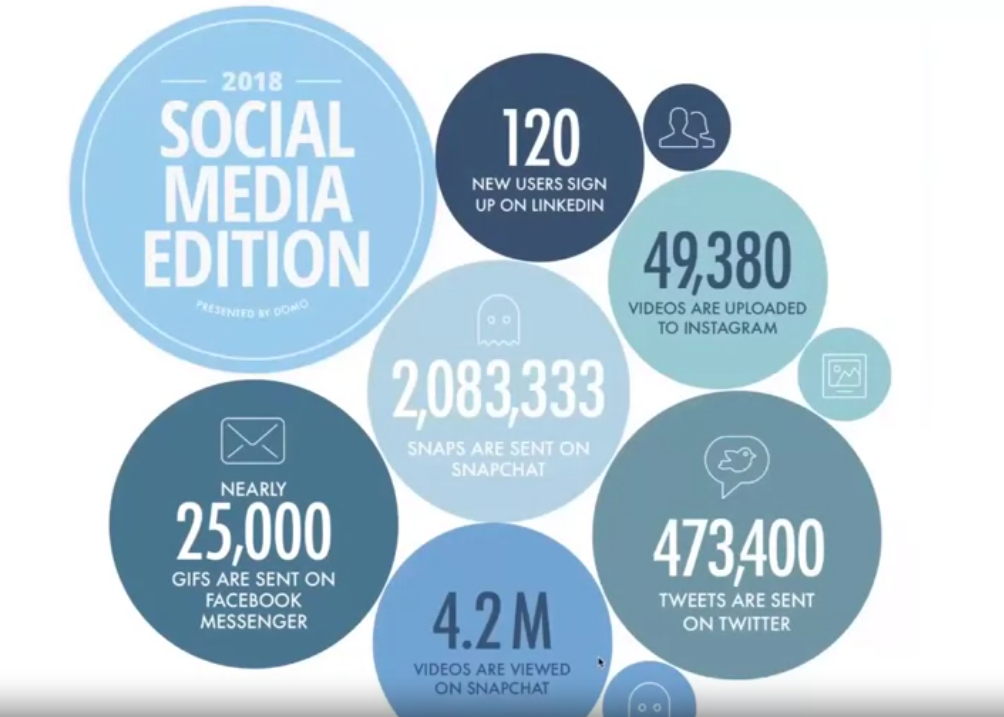 2018
SOCIAL
MEDIA
EDITION
PRESENTED BY DOMO
120
NEW USERS SIGN
UP ON LINKEDIN
49,380
VIDEOS ARE UPLOADED
TO INSTAGRAM
2,083,333
SNAPS ARE SENT ON
SNAPCHAT
NEARLY
25,000
GIFS ARE SENT ON
FACEBOOK
MESSENGER
473,400
TWEETS ARE SENT
ON TWITTER
4.2 M
VIDEOS ARE VIEWED
ON SNAPCHAT